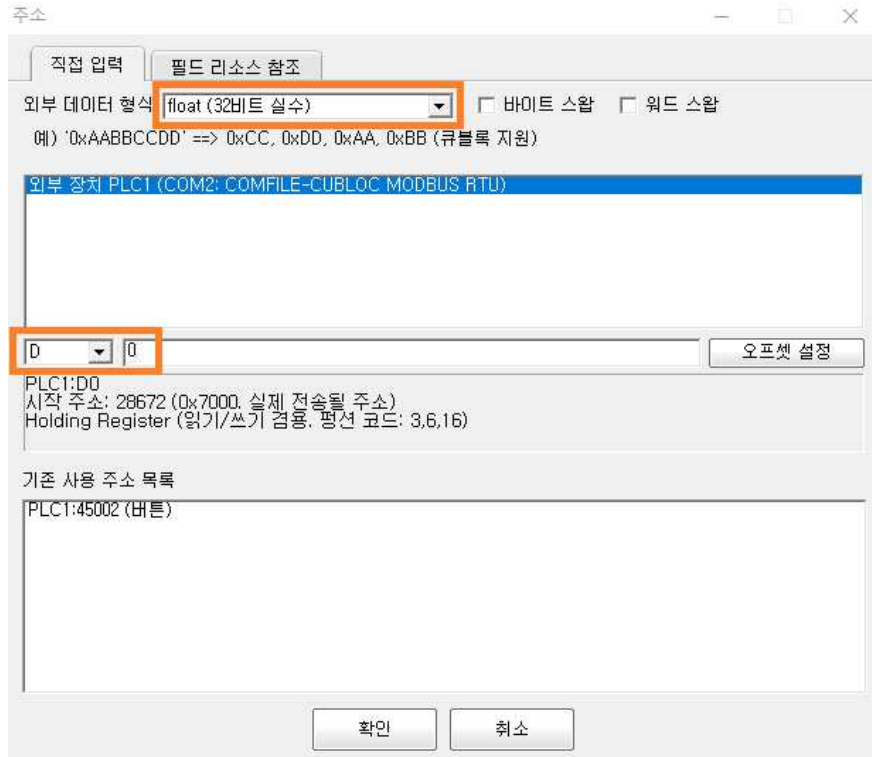 주소
직접 입력 필드 리소스 참조
외부 데이터 형식 float (32비트 실수) 바이트 스왑 워드 스왑
예) '0xAABBCCDD' ==> 0xCC, 0xDD, 0xAA, 0xBB (큐블록 지원)
외부 장치 PLC1 (COM2: COMFILE-CUBLOC MODBUS RTU)
D 0 오프셋 설정
PLC1:D0
시작 주소: 28672 (0x7000, 실제 전송될 주소)
Holding Register (읽기/쓰기 겸용, 펑션 코드: 3,6,16)
기존 사용 주소 목록
PLC1:45002 (버튼)
확인 취소